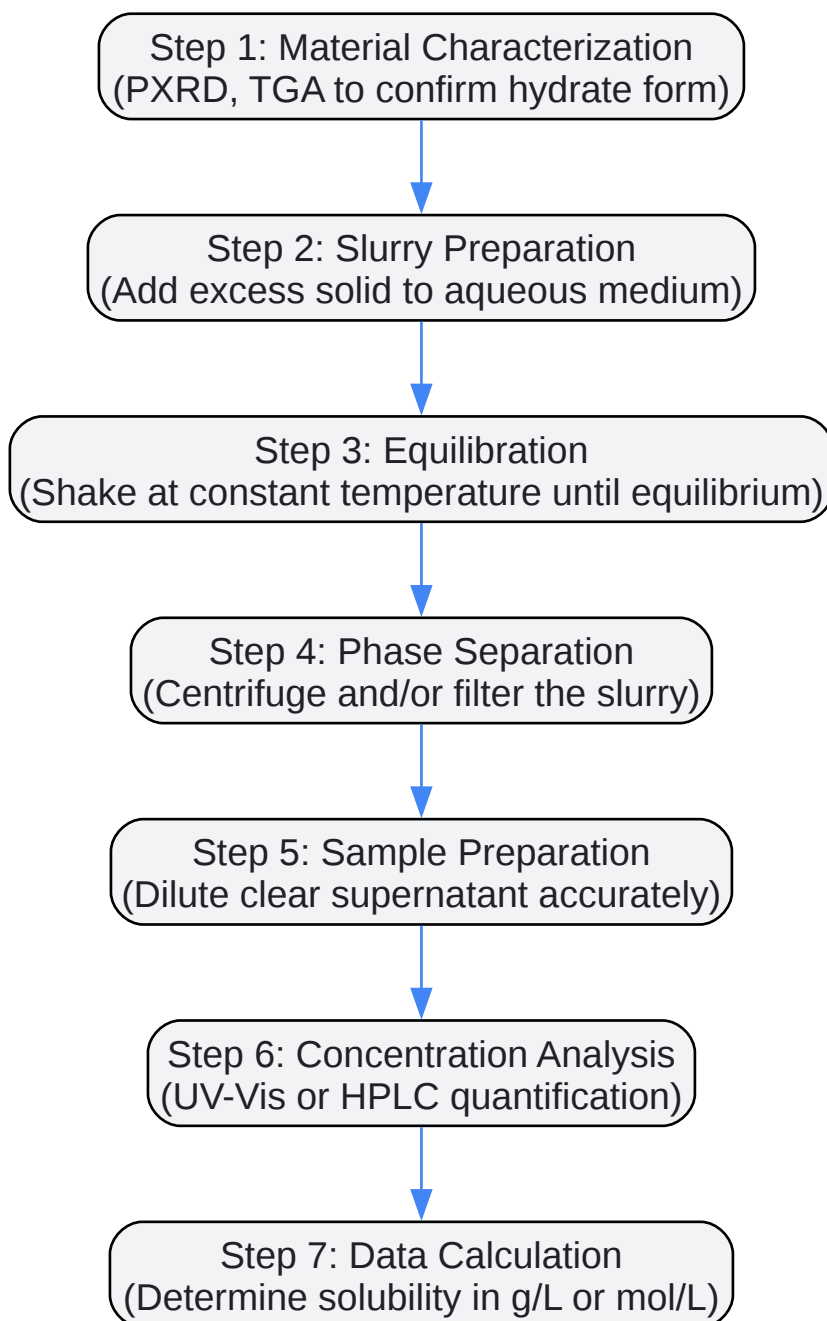 Step 1: Material Characterization
(PXRD, TGA to confirm hydrate form)
Step 2: Slurry Preparation
(Add excess solid to aqueous medium)
Step 3: Equilibration
(Shake at constant temperature until equilibrium)
Step 4: Phase Separation
(Centrifuge and/or filter the slurry)
Step 5: Sample Preparation
(Dilute clear supernatant accurately)
Step 6: Concentration Analysis
(UV-Vis or HPLC quantification)
Step 7: Data Calculation
(Determine solubility in g/L or mol/L)